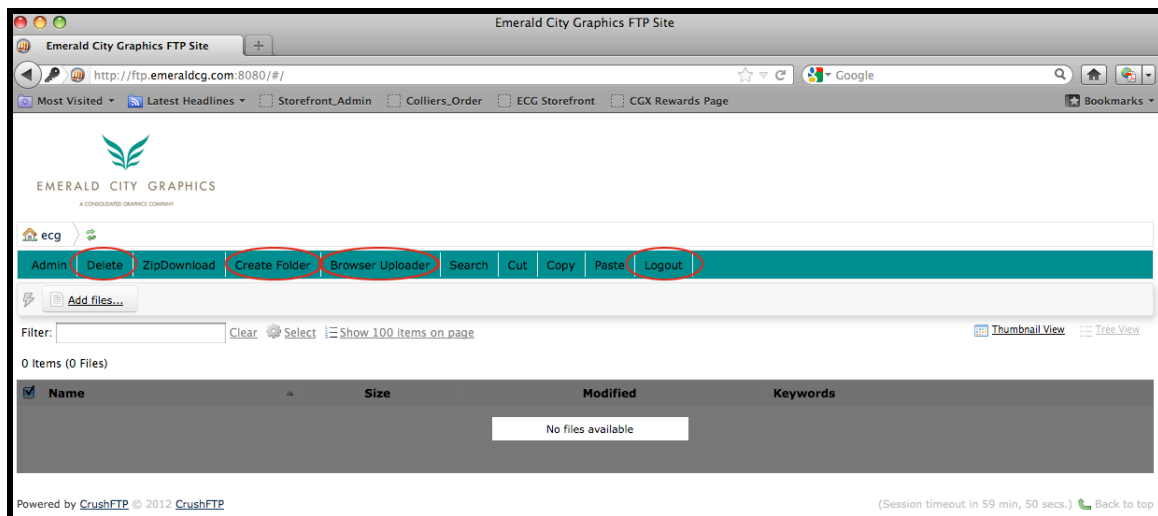 Emerald City Graphics FTP Site
Emerald City Graphics FTP Site
http://ftp.emeraldcg.com:8080/#/
Google
Most Visited Latest Headlines Storefront_Admin Colliers_Order ECG Storefront CGX Rewards Page Bookmarks
EMERALD CITY GRAPHICS
A CONSOLIDATED GRAPHICS COMPANY
ecg
Admin Delete ZipDownload Create Folder Browser Uploader Search Cut Copy Paste Logout
Add files...
Filter: Clear Select Show 100 items on page Thumbnail View Tree View
0 Items (0 Files)
Name Size Modified Keywords
No files available
Powered by CrushFTP © 2012 CrushFTP (Session timeout in 59 min, 50 secs.) Back to top